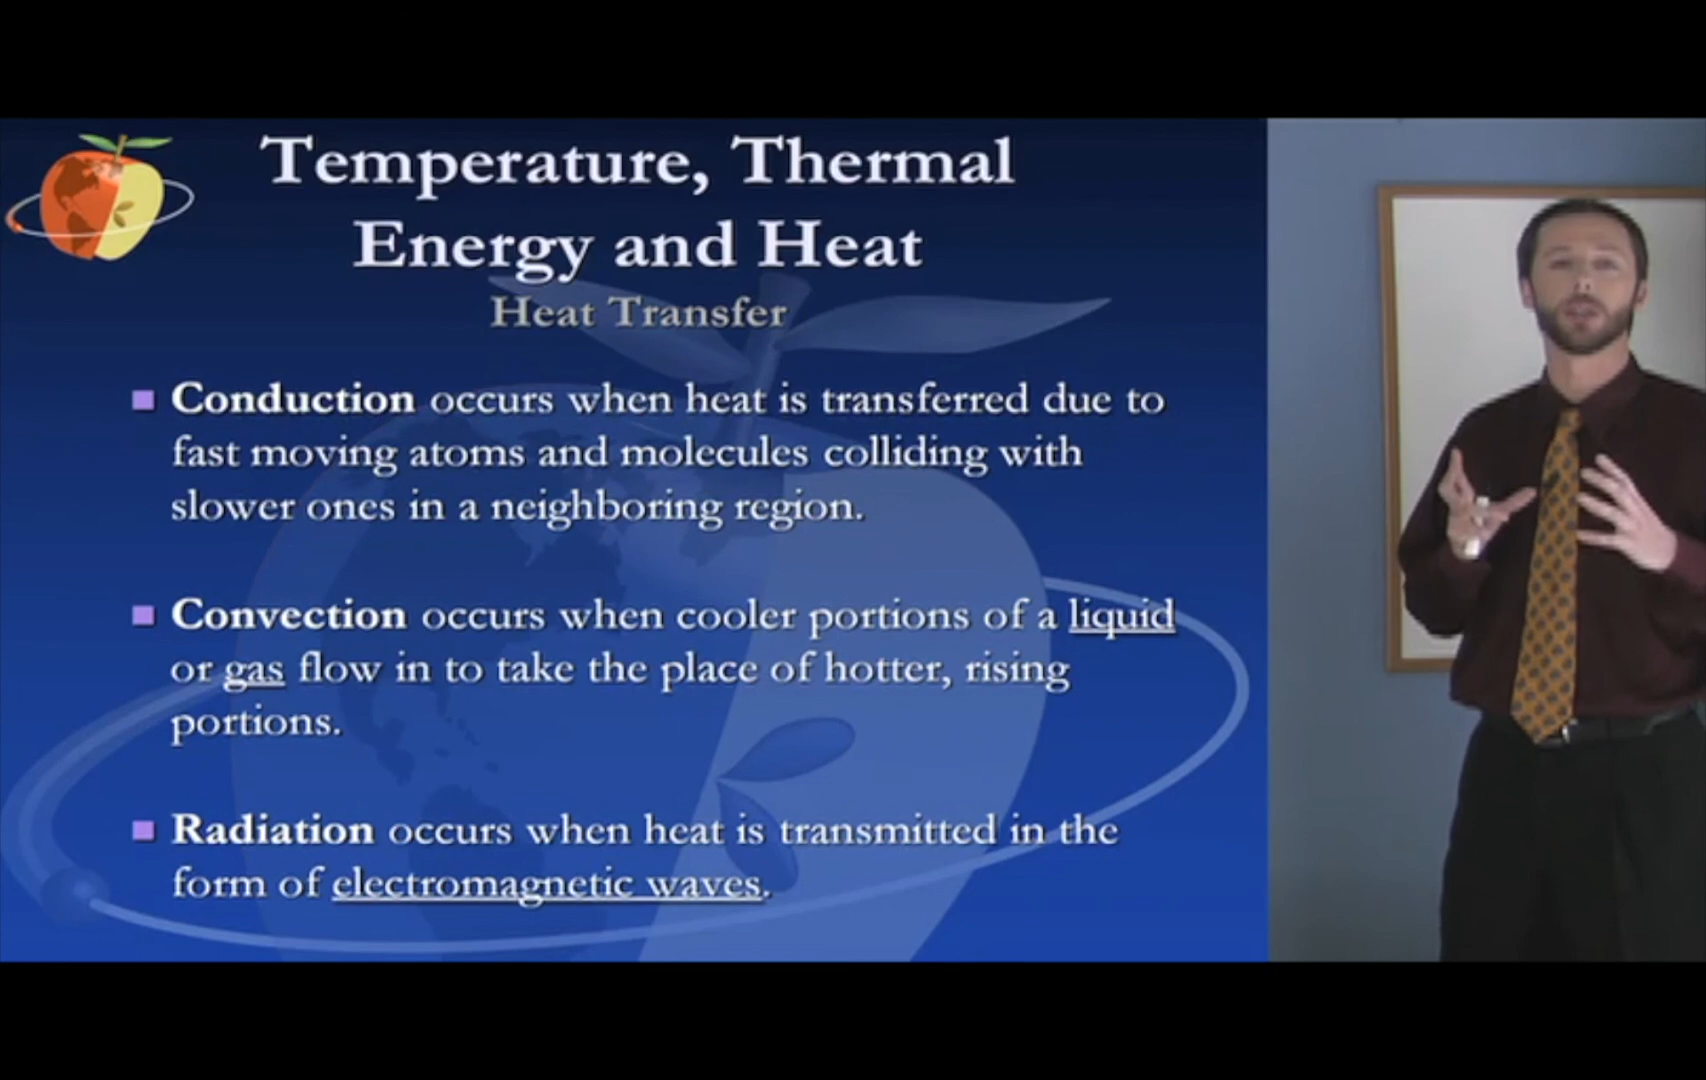 Temperature, Thermal
Energy and Heat
Heat Transfer
Conduction occurs when heat is transferred due to
fast moving atoms and molecules colliding with
slower ones in a neighboring region.
Convection occurs when cooler portions of a liquid
or gas flow in to take the place of hotter, rising
portions.
Radiation occurs when heat is transmitted in the
form of electromagnetic waves.